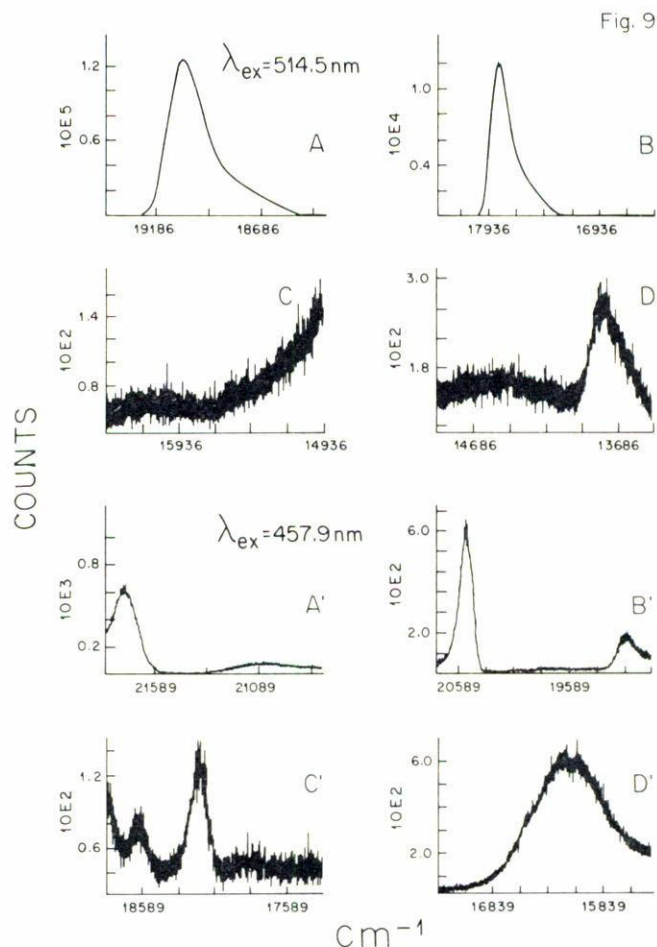 Fig. 9
λex=514.5nm
10E5
1.2
0.6
A
19186 18686
10E4
1.0
0.4
B
17936 16936
10E2
1.4
0.8
C
15936 14936
10E2
3.0
1.8
D
14686 13686
COUNTS
λex=457.9nm
10E3
0.8
0.2
A'
21589 21089
10E2
6.0
2.0
B'
20589 19589
10E2
1.2
0.6
C'
18589 17589
10E2
6.0
2.0
D'
16839 15839
Cm⁻¹